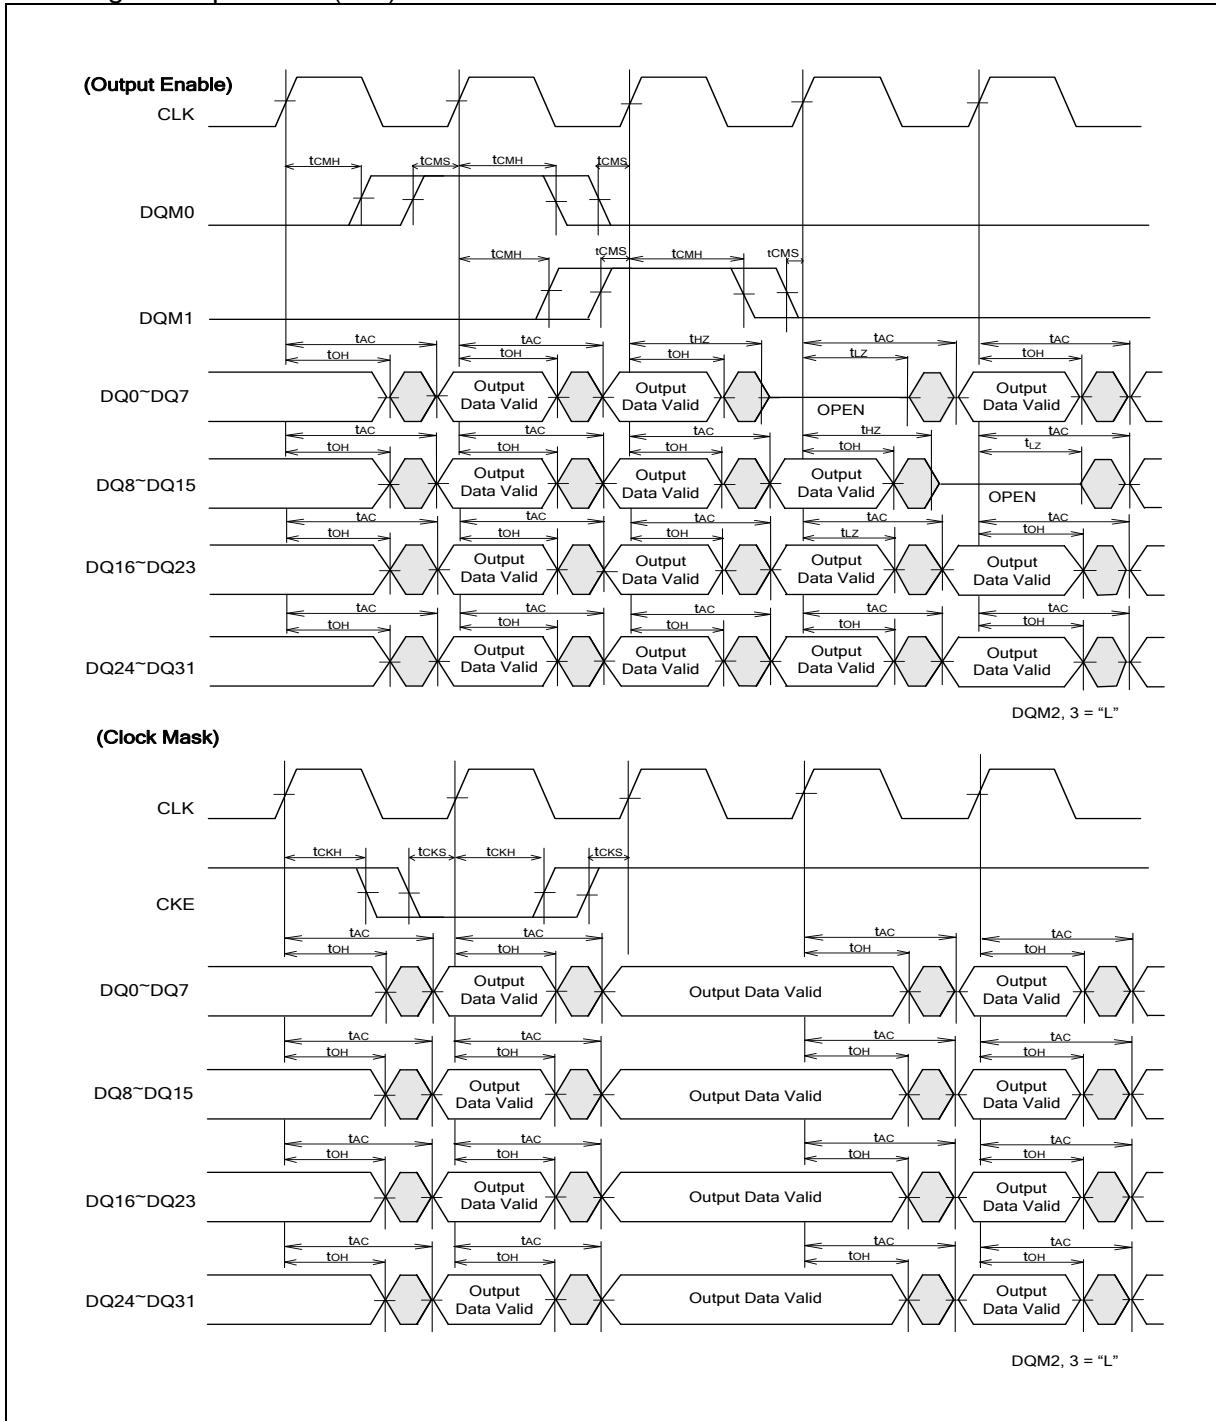 (Output Enable)
CLK
tCMH tCMS tCMH tCMS
DQM0
tCMH tCMS tCMH tCMS
DQM1
tAC tAC tHZ tAC tAC
tOH tOH tOH tLZ tOH
DQ0~DQ7
Output Data Valid
Output Data Valid
OPEN
Output Data Valid
tAC tAC tAC tHZ tAC
tOH tOH tOH tOH tLZ
DQ8~DQ15
Output Data Valid
Output Data Valid
Output Data Valid
OPEN
tAC tAC tAC tAC tAC
tOH tOH tOH tLZ tOH
DQ16~DQ23
Output Data Valid
Output Data Valid
Output Data Valid
Output Data Valid
tAC tAC tAC tAC tAC
tOH tOH tOH tOH tOH
DQ24~DQ31
Output Data Valid
Output Data Valid
Output Data Valid
Output Data Valid
DQM2, 3 = “L”
(Clock Mask)
CLK
tCKH tCKS tCKH tCKS
CKE
tAC tAC tAC tAC
tOH tOH tOH tOH
DQ0~DQ7
Output Data Valid
Output Data Valid
Output Data Valid
tAC tAC tAC tAC
tOH tOH tOH tOH
DQ8~DQ15
Output Data Valid
Output Data Valid
Output Data Valid
tAC tAC tAC tAC
tOH tOH tOH tOH
DQ16~DQ23
Output Data Valid
Output Data Valid
Output Data Valid
tAC tAC tAC tAC
tOH tOH tOH tOH
DQ24~DQ31
Output Data Valid
Output Data Valid
Output Data Valid
DQM2, 3 = “L”